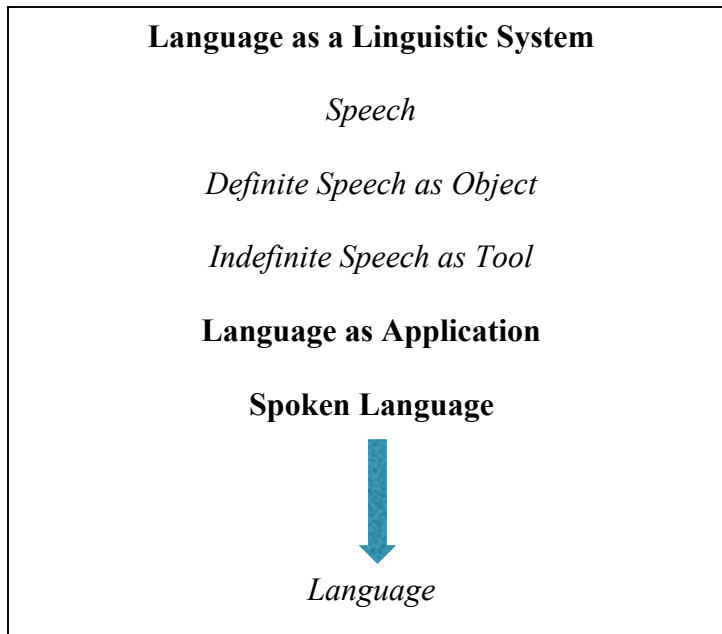 Language as a Linguistic System
Speech
Definite Speech as Object
Indefinite Speech as Tool
Language as Application
Spoken Language
Language